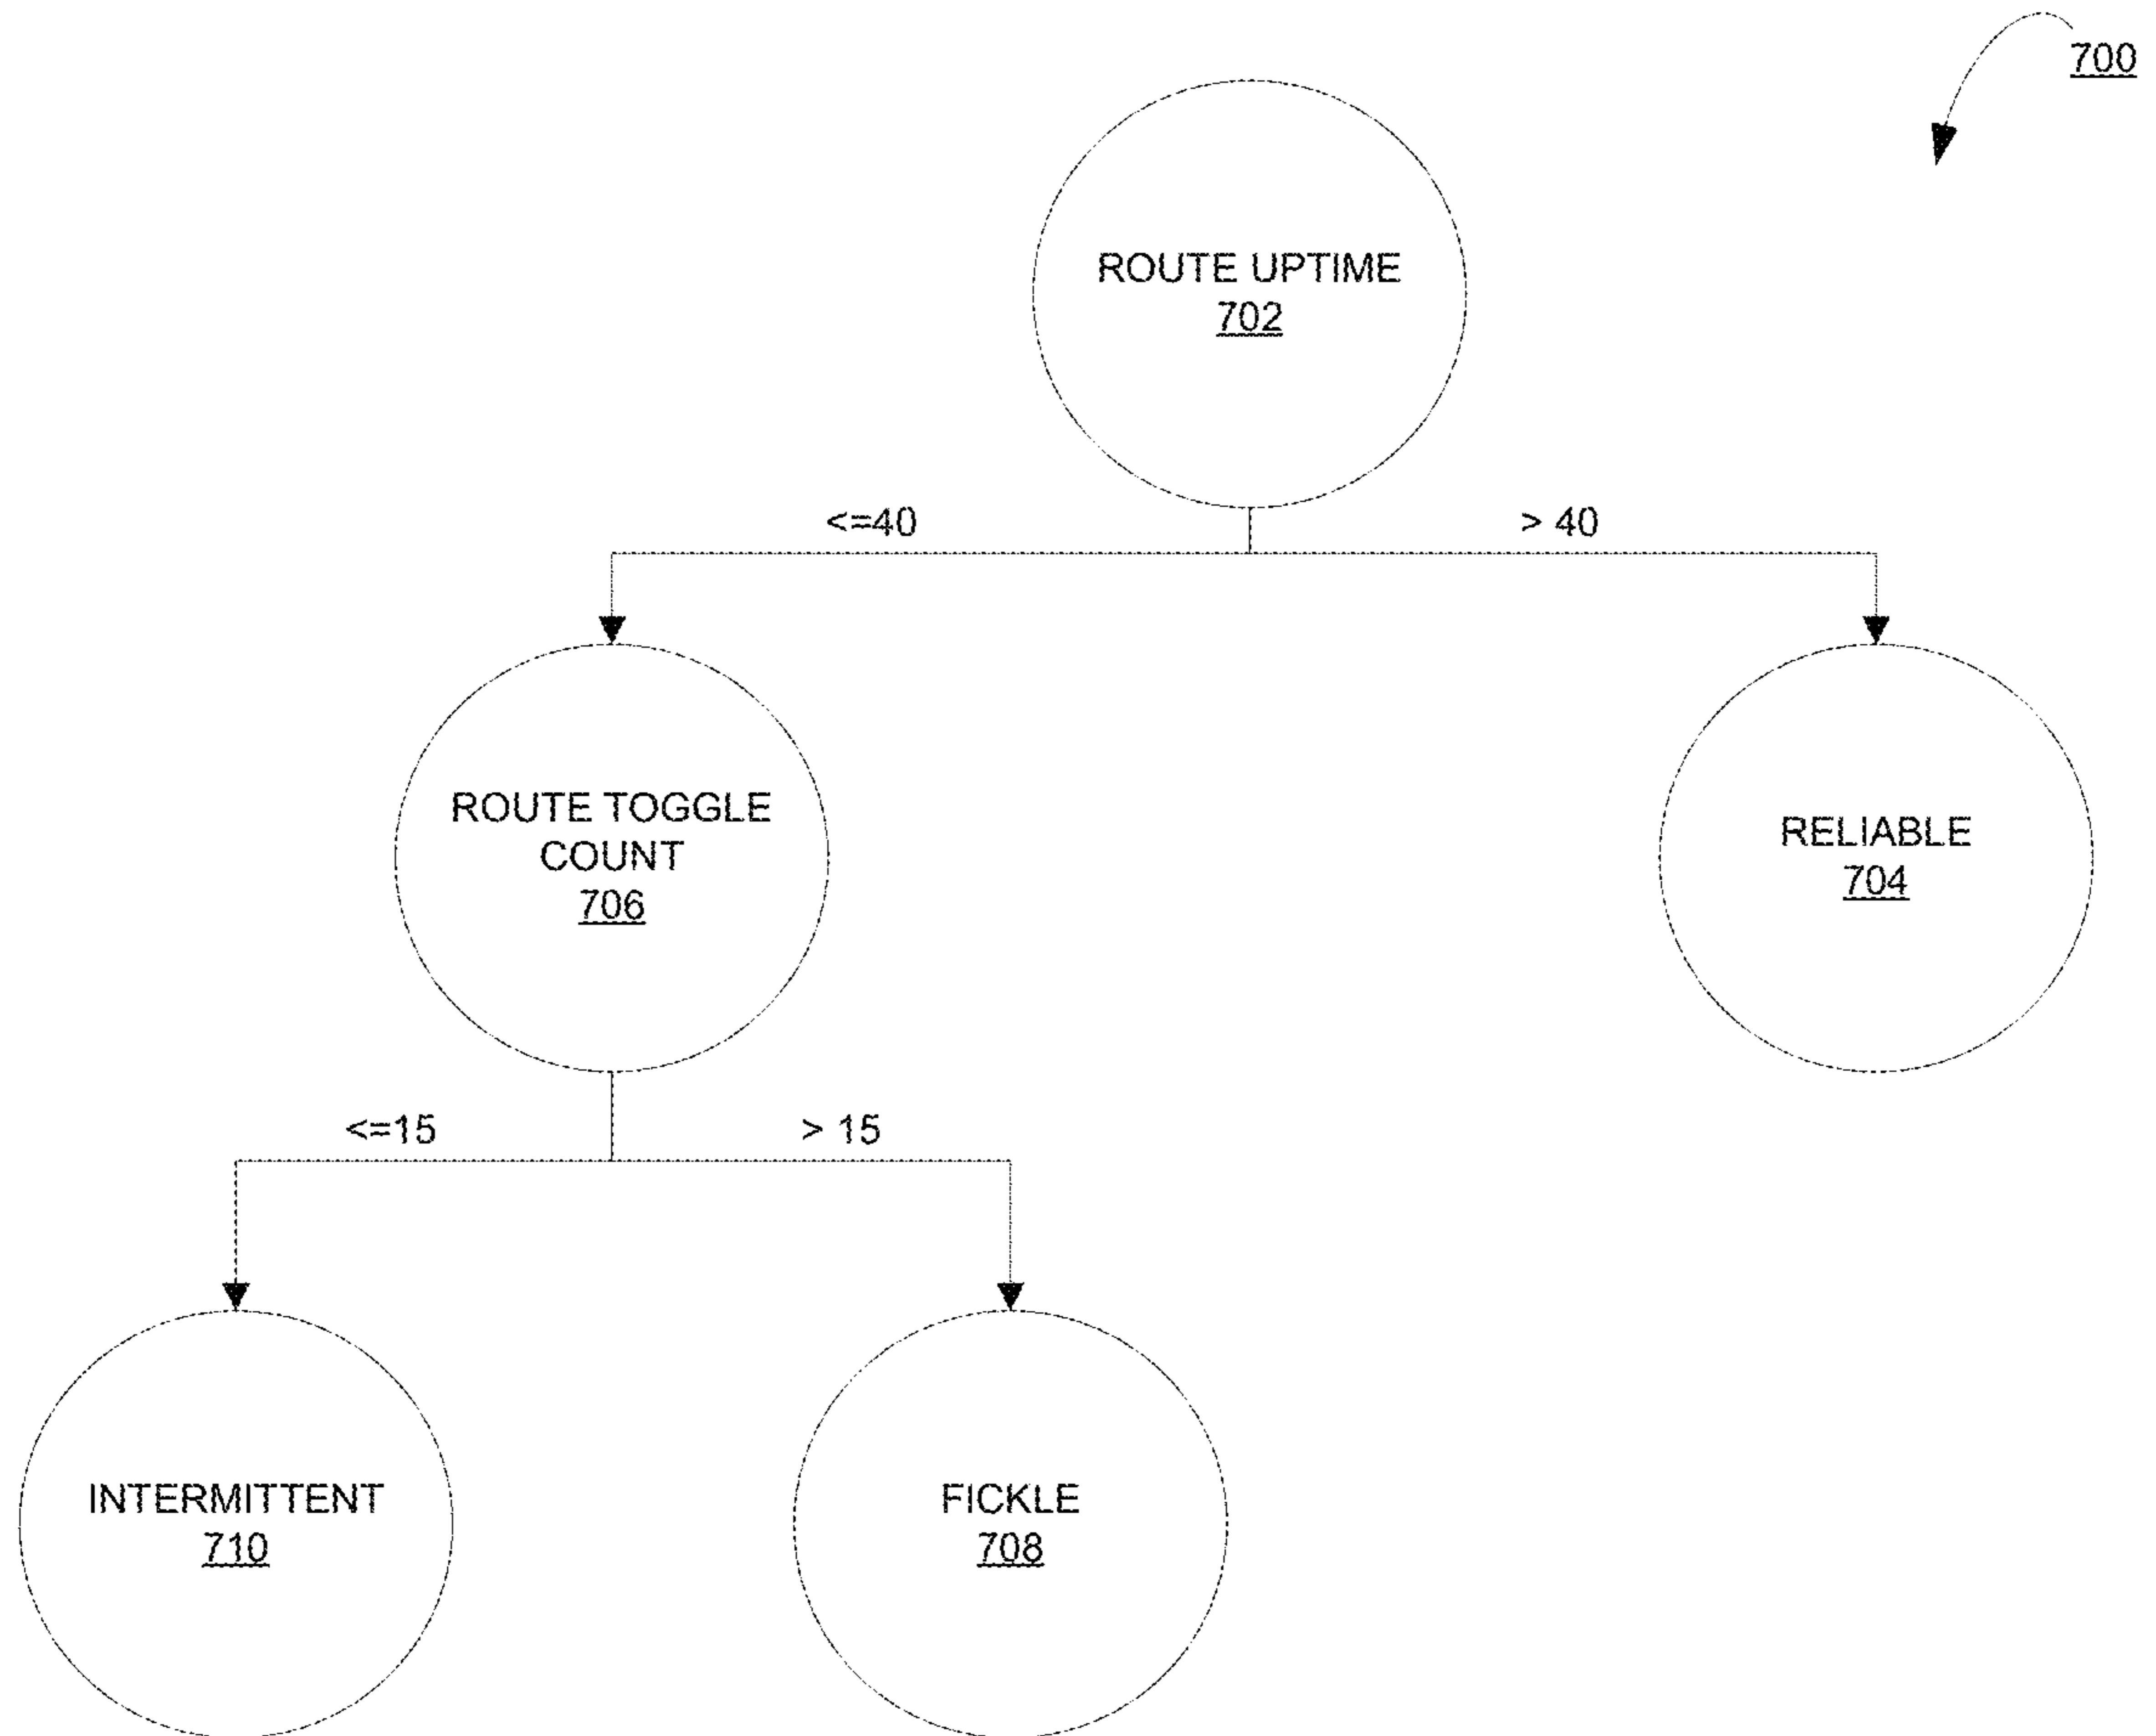 700
ROUTE UPTIME
702
<=40
> 40
ROUTE TOGGLE
COUNT
706
RELIABLE
704
<=15
> 15
INTERMITTENT
710
FICKLE
708